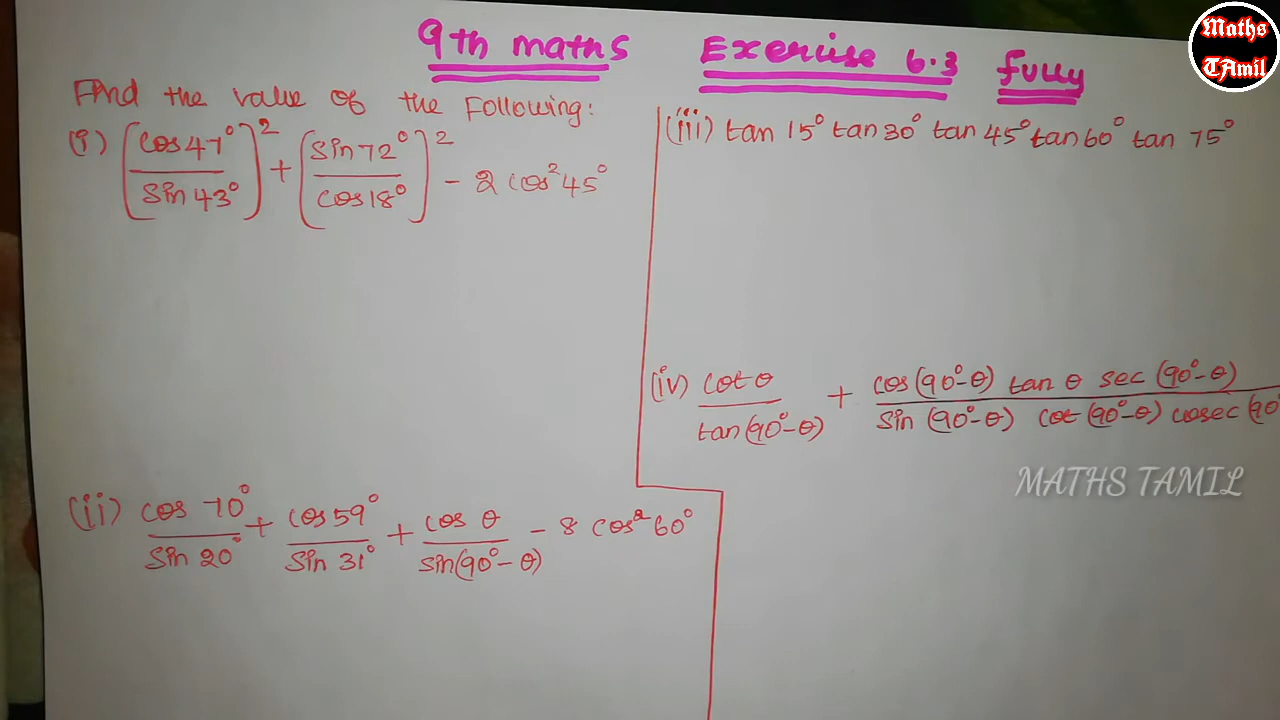 9th maths Exercise 6.3 fully
Maths
TAmil
Find the value of the Following:
(i) (cos 47°/sin 43°)² + (sin 72°/cos 18°)² - 2 cos² 45°
(ii) cos 70°/sin 20° + cos 59°/sin 31° + cos θ/sin(90°-θ) - 8 cos² 60°
(iii) tan 15° tan 30° tan 45° tan 60° tan 75°
(iv) cot θ/tan(90°-θ) + cos(90°-θ) tan θ sec(90°-θ)/sin(90°-θ) cot(90°-θ) cosec(90°
MATHS TAMIL